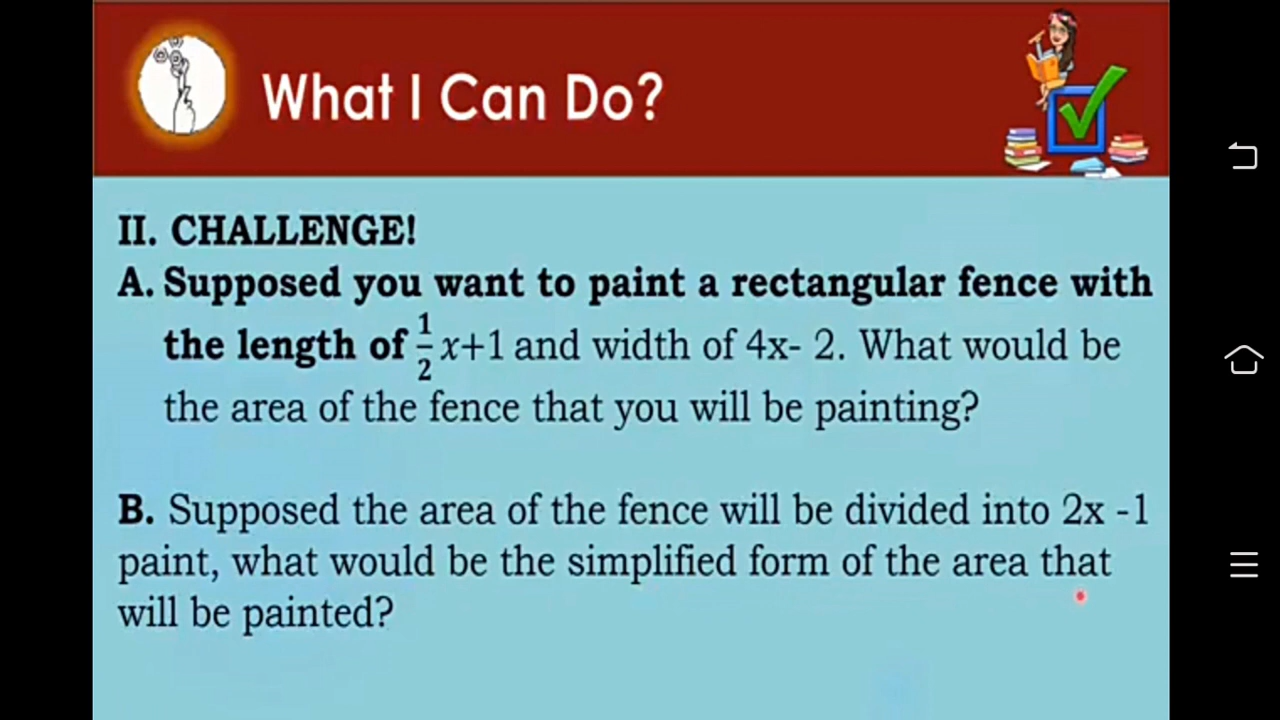 What I Can Do?
II. CHALLENGE!
A. Supposed you want to paint a rectangular fence with
the length of 1/2 x+1 and width of 4x- 2. What would be
the area of the fence that you will be painting?
B. Supposed the area of the fence will be divided into 2x -1
paint, what would be the simplified form of the area that
will be painted?